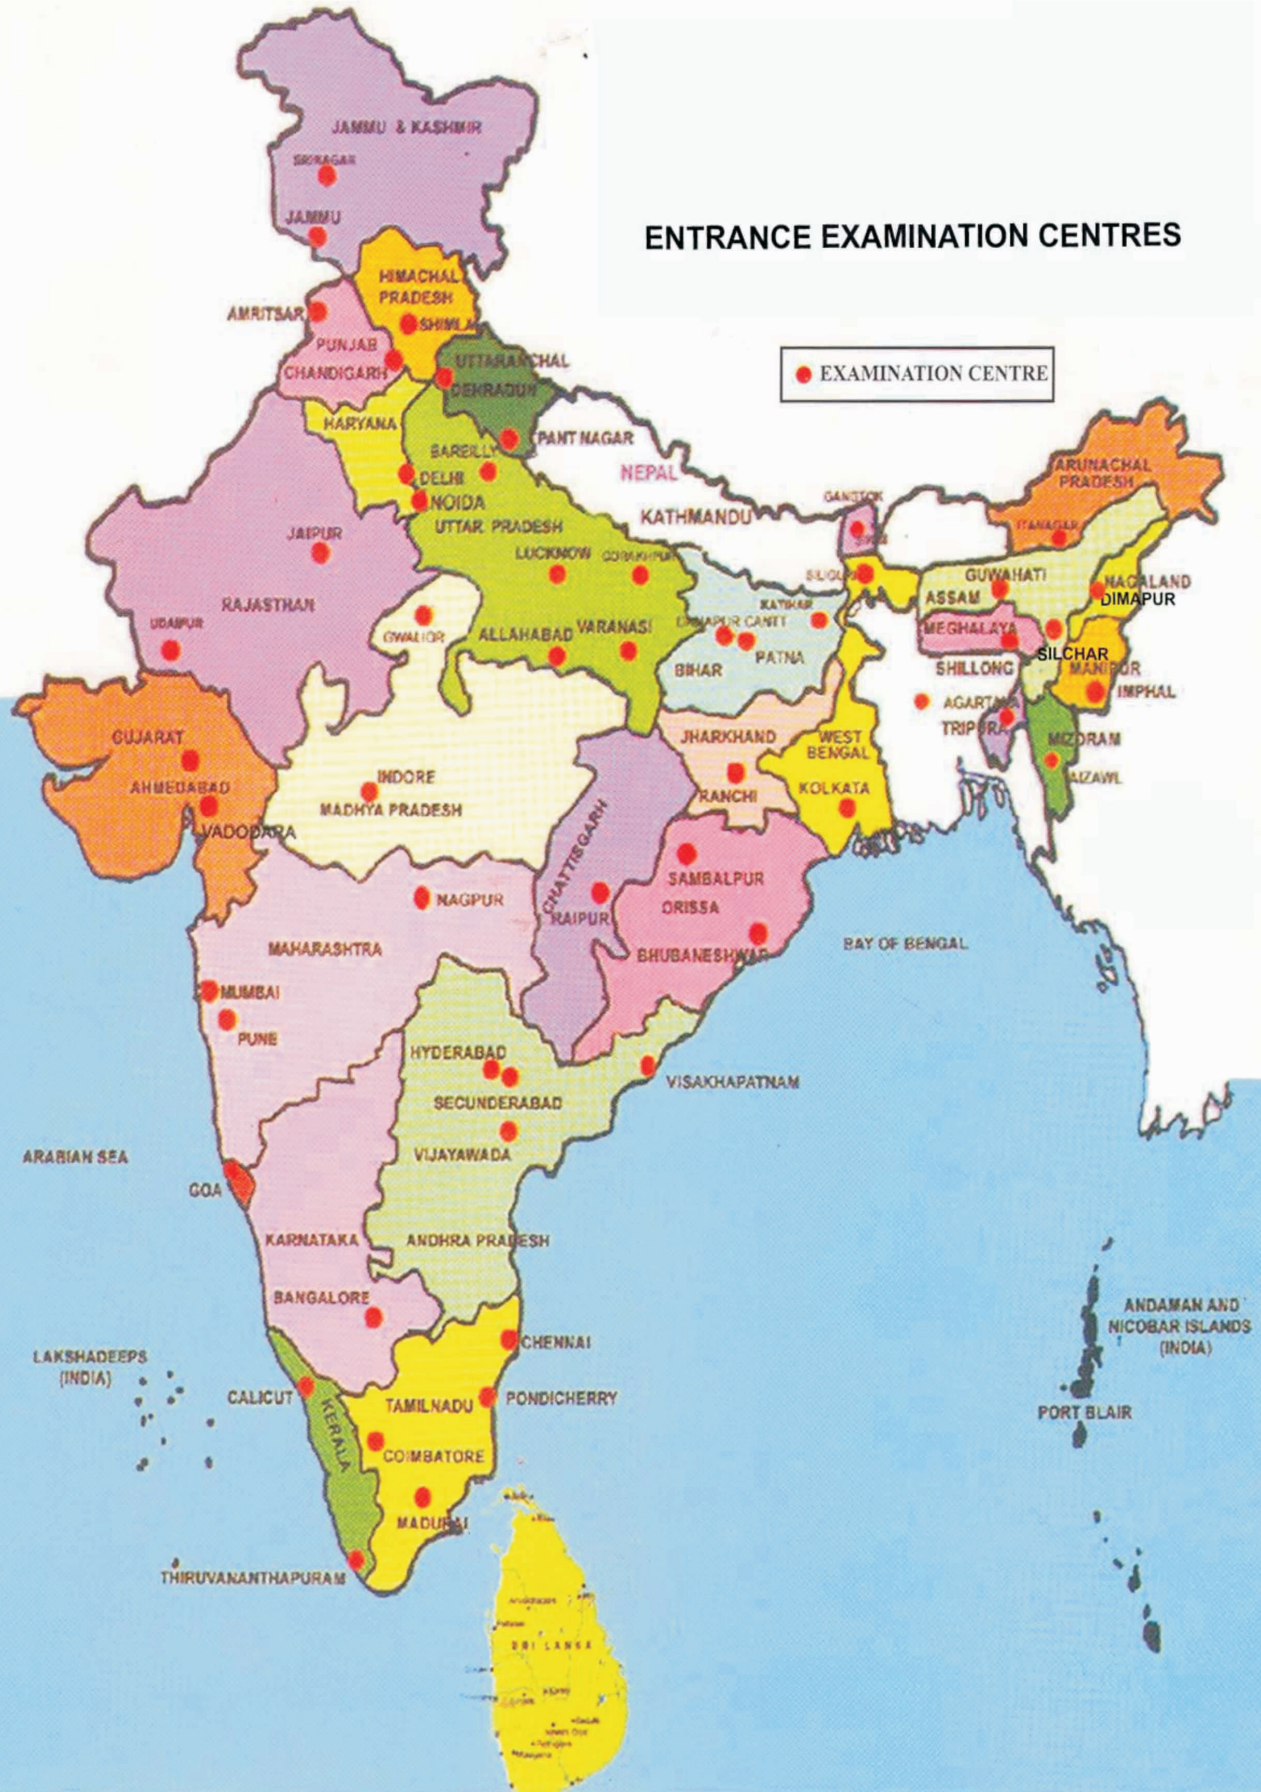 JAMMU & KASHMIR
SRINAGAR
JAMMU
ENTRANCE EXAMINATION CENTRES
HIMACHAL
PRADESH
AMRITSAR
SHIMLA
PUNJAB
CHANDIGARH
UTTARANCHAL
DEHRADUN
EXAMINATION CENTRE
HARYANA
PANT NAGAR
BAREILLY
DELHI
NOIDA
NEPAL
KATHMANDU
GANGTOK
ARUNACHAL
PRADESH
ITANAGAR
UTTAR PRADESH
JAIPUR
LUCKNOW
GORAKHPUR
SILIGURI
GUWAHATI
ASSAM
NAGALAND
DIMAPUR
RAJASTHAN
UDAIPUR
GWALIOR
ALLAHABAD
VARANASI
KATIHAR
DANAPUR CANTT
PATNA
BIHAR
MEGHALAYA
SHILLONG
SILCHAR
MANIPUR
IMPHAL
AGARTALA
TRIPURA
MIZORAM
AIZAWL
GUJARAT
AHMEDABAD
VADODARA
INDORE
MADHYA PRADESH
JHARKHAND
RANCHI
WEST
BENGAL
KOLKATA
CHATTISGARH
RAIPUR
SAMBALPUR
ORISSA
BHUBANESHWAR
NAGPUR
MAHARASHTRA
BAY OF BENGAL
MUMBAI
PUNE
HYDERABAD
SECUNDERABAD
VISAKHAPATNAM
VIJAYAWADA
ARABIAN SEA
GOA
KARNATAKA
ANDHRA PRADESH
BANGALORE
CHENNAI
ANDAMAN AND
NICOBAR ISLANDS
(INDIA)
LAKSHADEEPS
(INDIA)
CALICUT
KERALA
TAMILNADU
PONDICHERRY
PORT BLAIR
COIMBATORE
MADURAI
THIRUVANANTHAPURAM
SRI LANKA